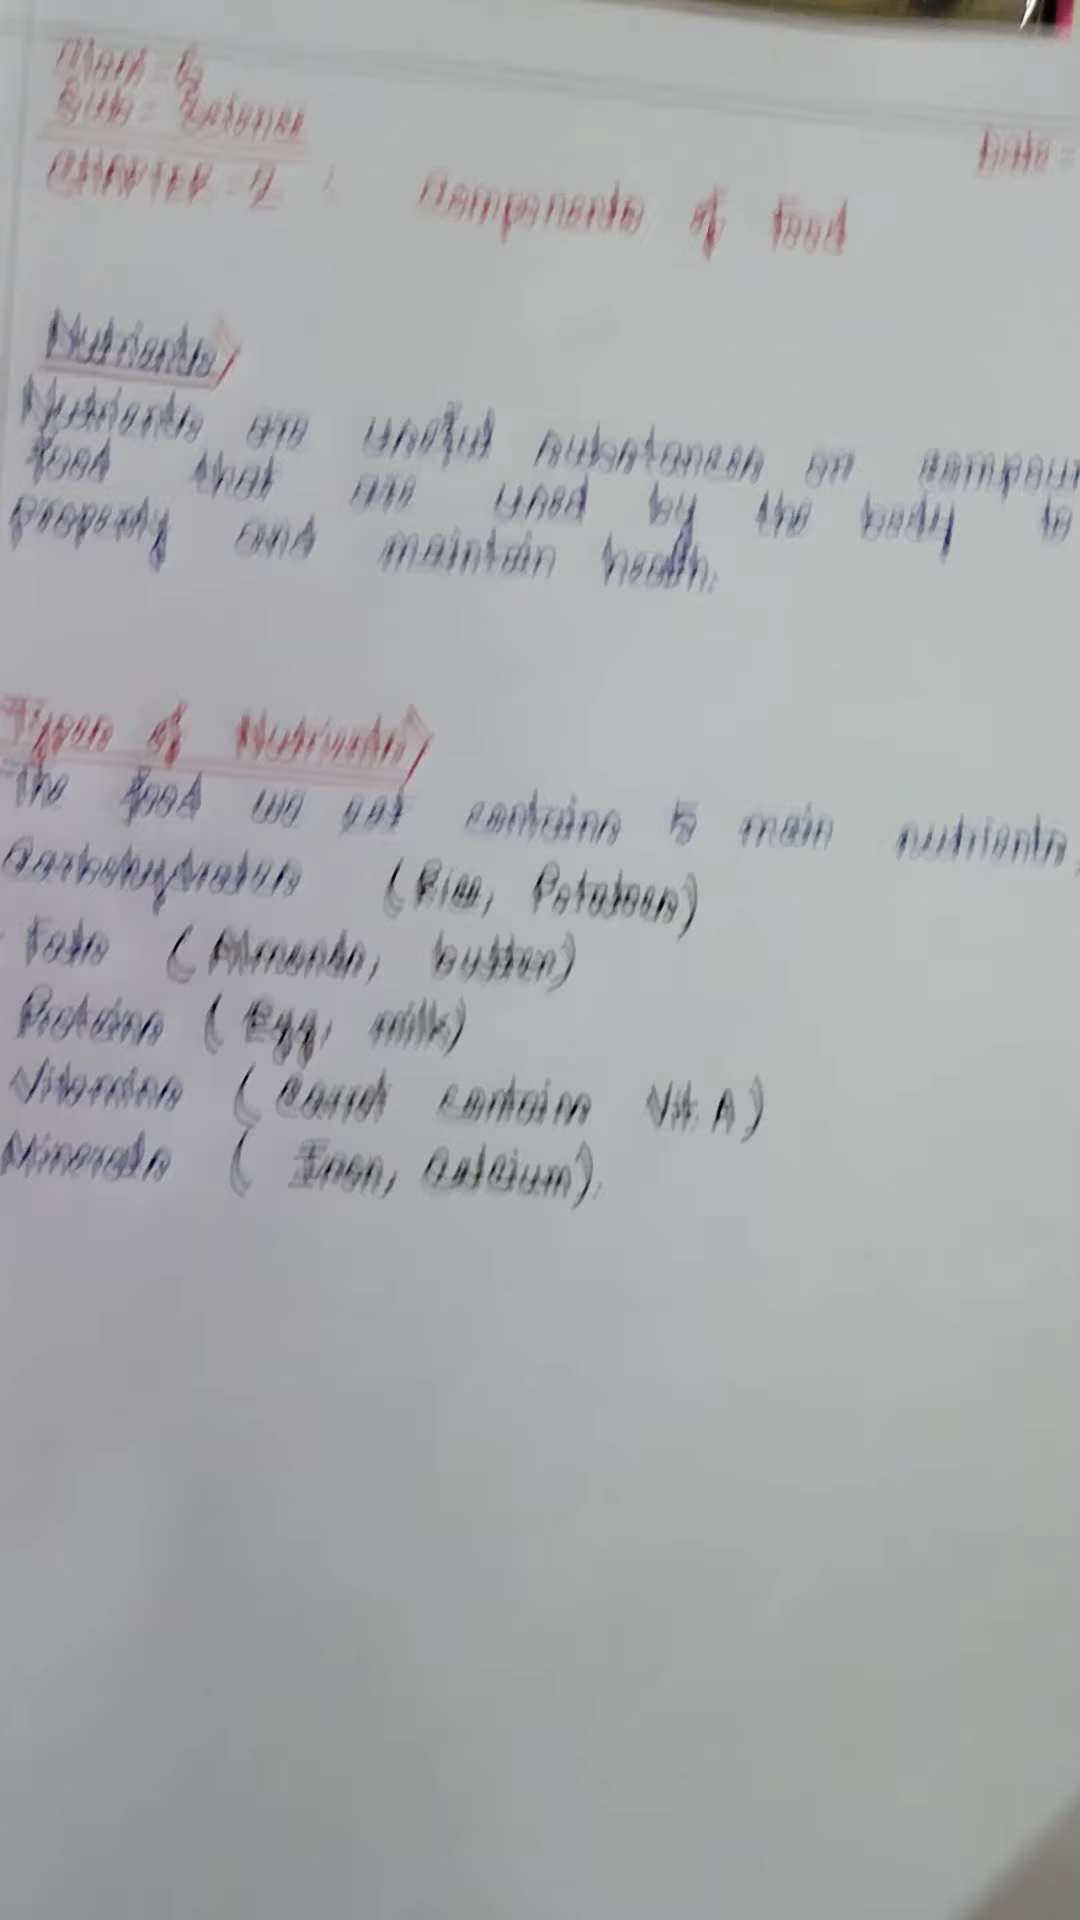 Class = 6
Sub = Science
Date =
CHAPTER = 2 : Components of Food
Nutrients
Nutrients are useful substances or
food that are used by the body to
properly and maintain health.
Types of Nutrients
The food we eat contains 5 main nutrients,
Carbohydrates (Rice, Potatoes)
Fats (Almonds, butter)
Proteins (Egg, milk)
Vitamins (Carrot contains Vit. A)
Minerals (Iron, Calcium).